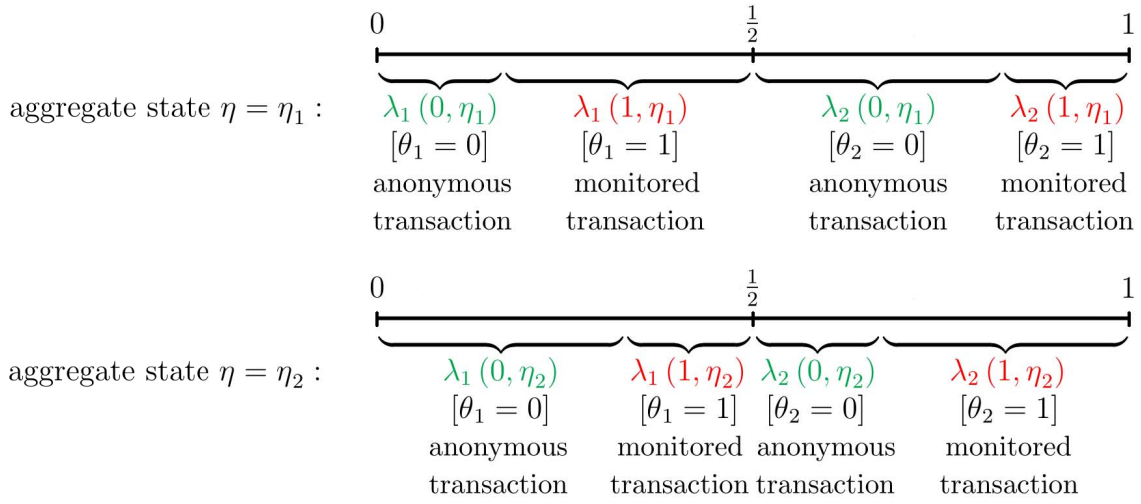 0 1/2 1
aggregate state η = η₁ :
λ₁ (0, η₁) λ₁ (1, η₁) λ₂ (0, η₁) λ₂ (1, η₁)
[θ₁ = 0] [θ₁ = 1] [θ₂ = 0] [θ₂ = 1]
anonymous monitored anonymous monitored
transaction transaction transaction transaction
0 1/2 1
aggregate state η = η₂ :
λ₁ (0, η₂) λ₁ (1, η₂) λ₂ (0, η₂) λ₂ (1, η₂)
[θ₁ = 0] [θ₁ = 1] [θ₂ = 0] [θ₂ = 1]
anonymous monitored anonymous monitored
transaction transaction transaction transaction